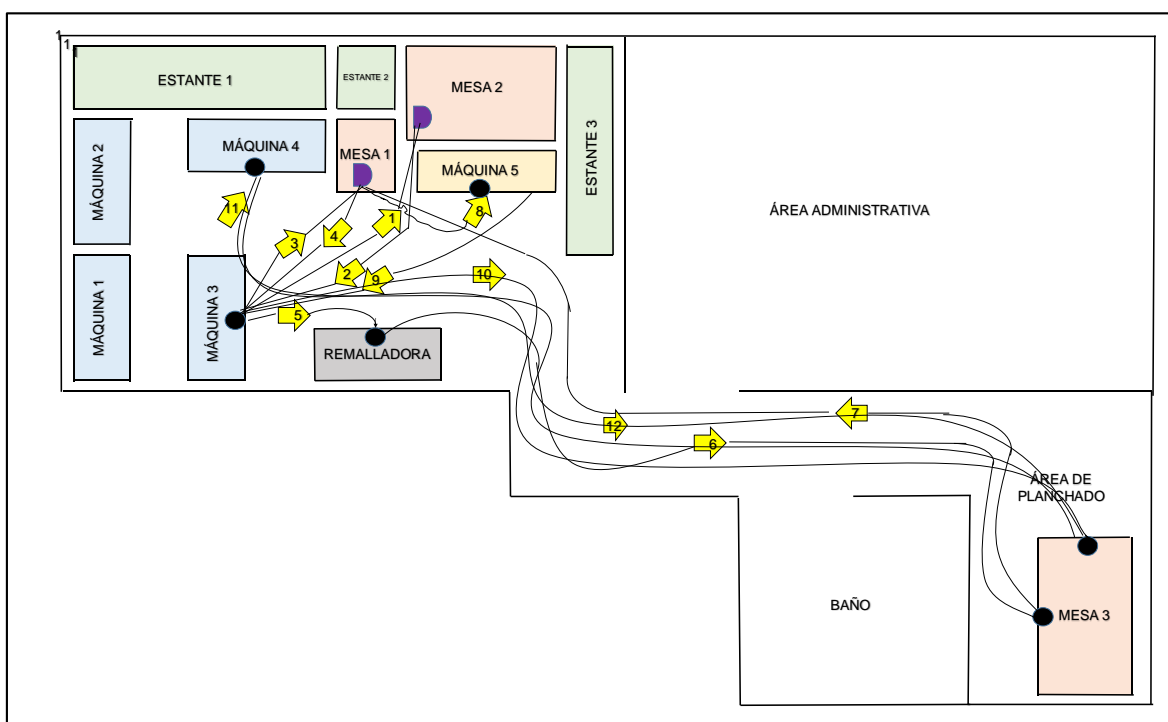 1
1
1
ESTANTE 1
ESTANTE 2
MESA 2
ESTANTE 3
MÁQUINA 2
MÁQUINA 4
MESA 1
MÁQUINA 5
ÁREA ADMINISTRATIVA
11
3
4
1
8
2
9
10
MÁQUINA 1
MÁQUINA 3
5
REMALLADORA
7
12
6
ÁREA DE
PLANCHADO
BAÑO
MESA 3